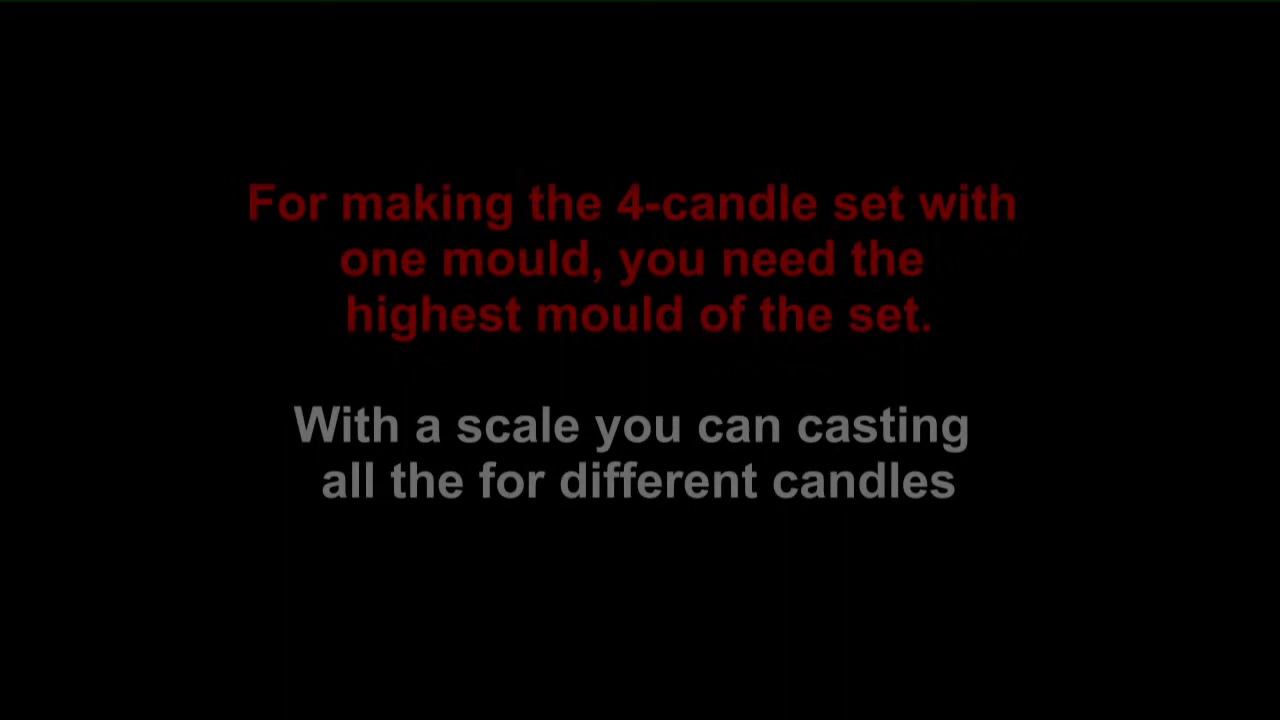 For making the 4-candle set with
one mould, you need the
highest mould of the set.
With a scale you can casting
all the for different candles